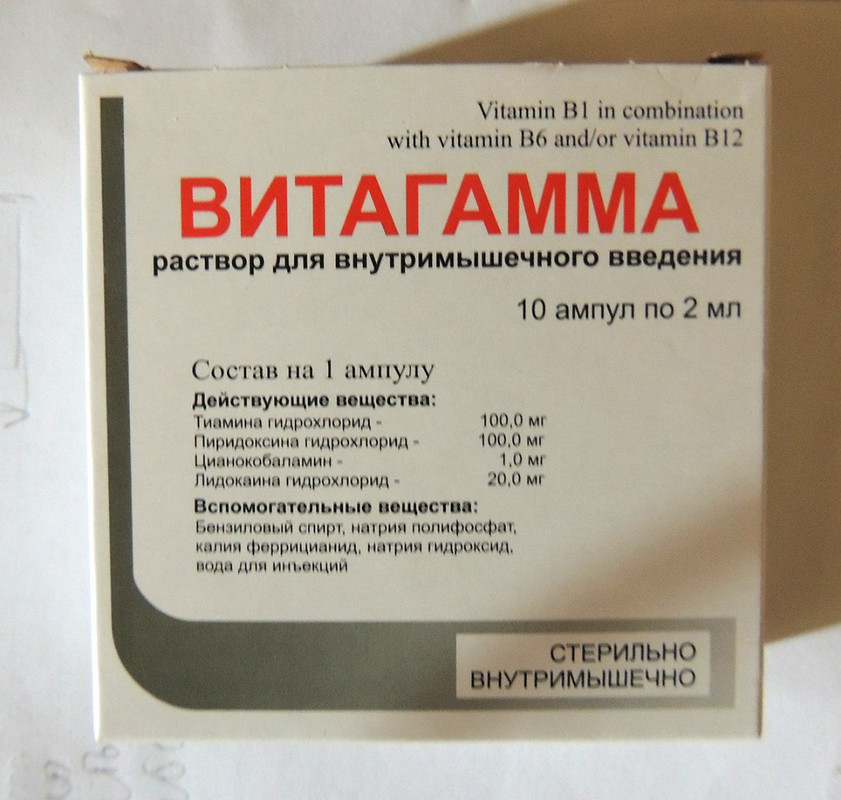 Vitamin B1 in combination
with vitamin B6 and/or vitamin B12
ВИТАГАММА
раствор для внутримышечного введения
10 ампул по 2 мл
Состав на 1 ампулу
Действующие вещества:
Тиамина гидрохлорид - 100,0 мг
Пиридоксина гидрохлорид - 100,0 мг
Цианокобаламин - 1,0 мг
Лидокаина гидрохлорид - 20,0 мг
Вспомогательные вещества:
Бензиловый спирт, натрия полифосфат,
калия феррицианид, натрия гидроксид,
вода для инъекций
СТЕРИЛЬНО
ВНУТРИМЫШЕЧНО